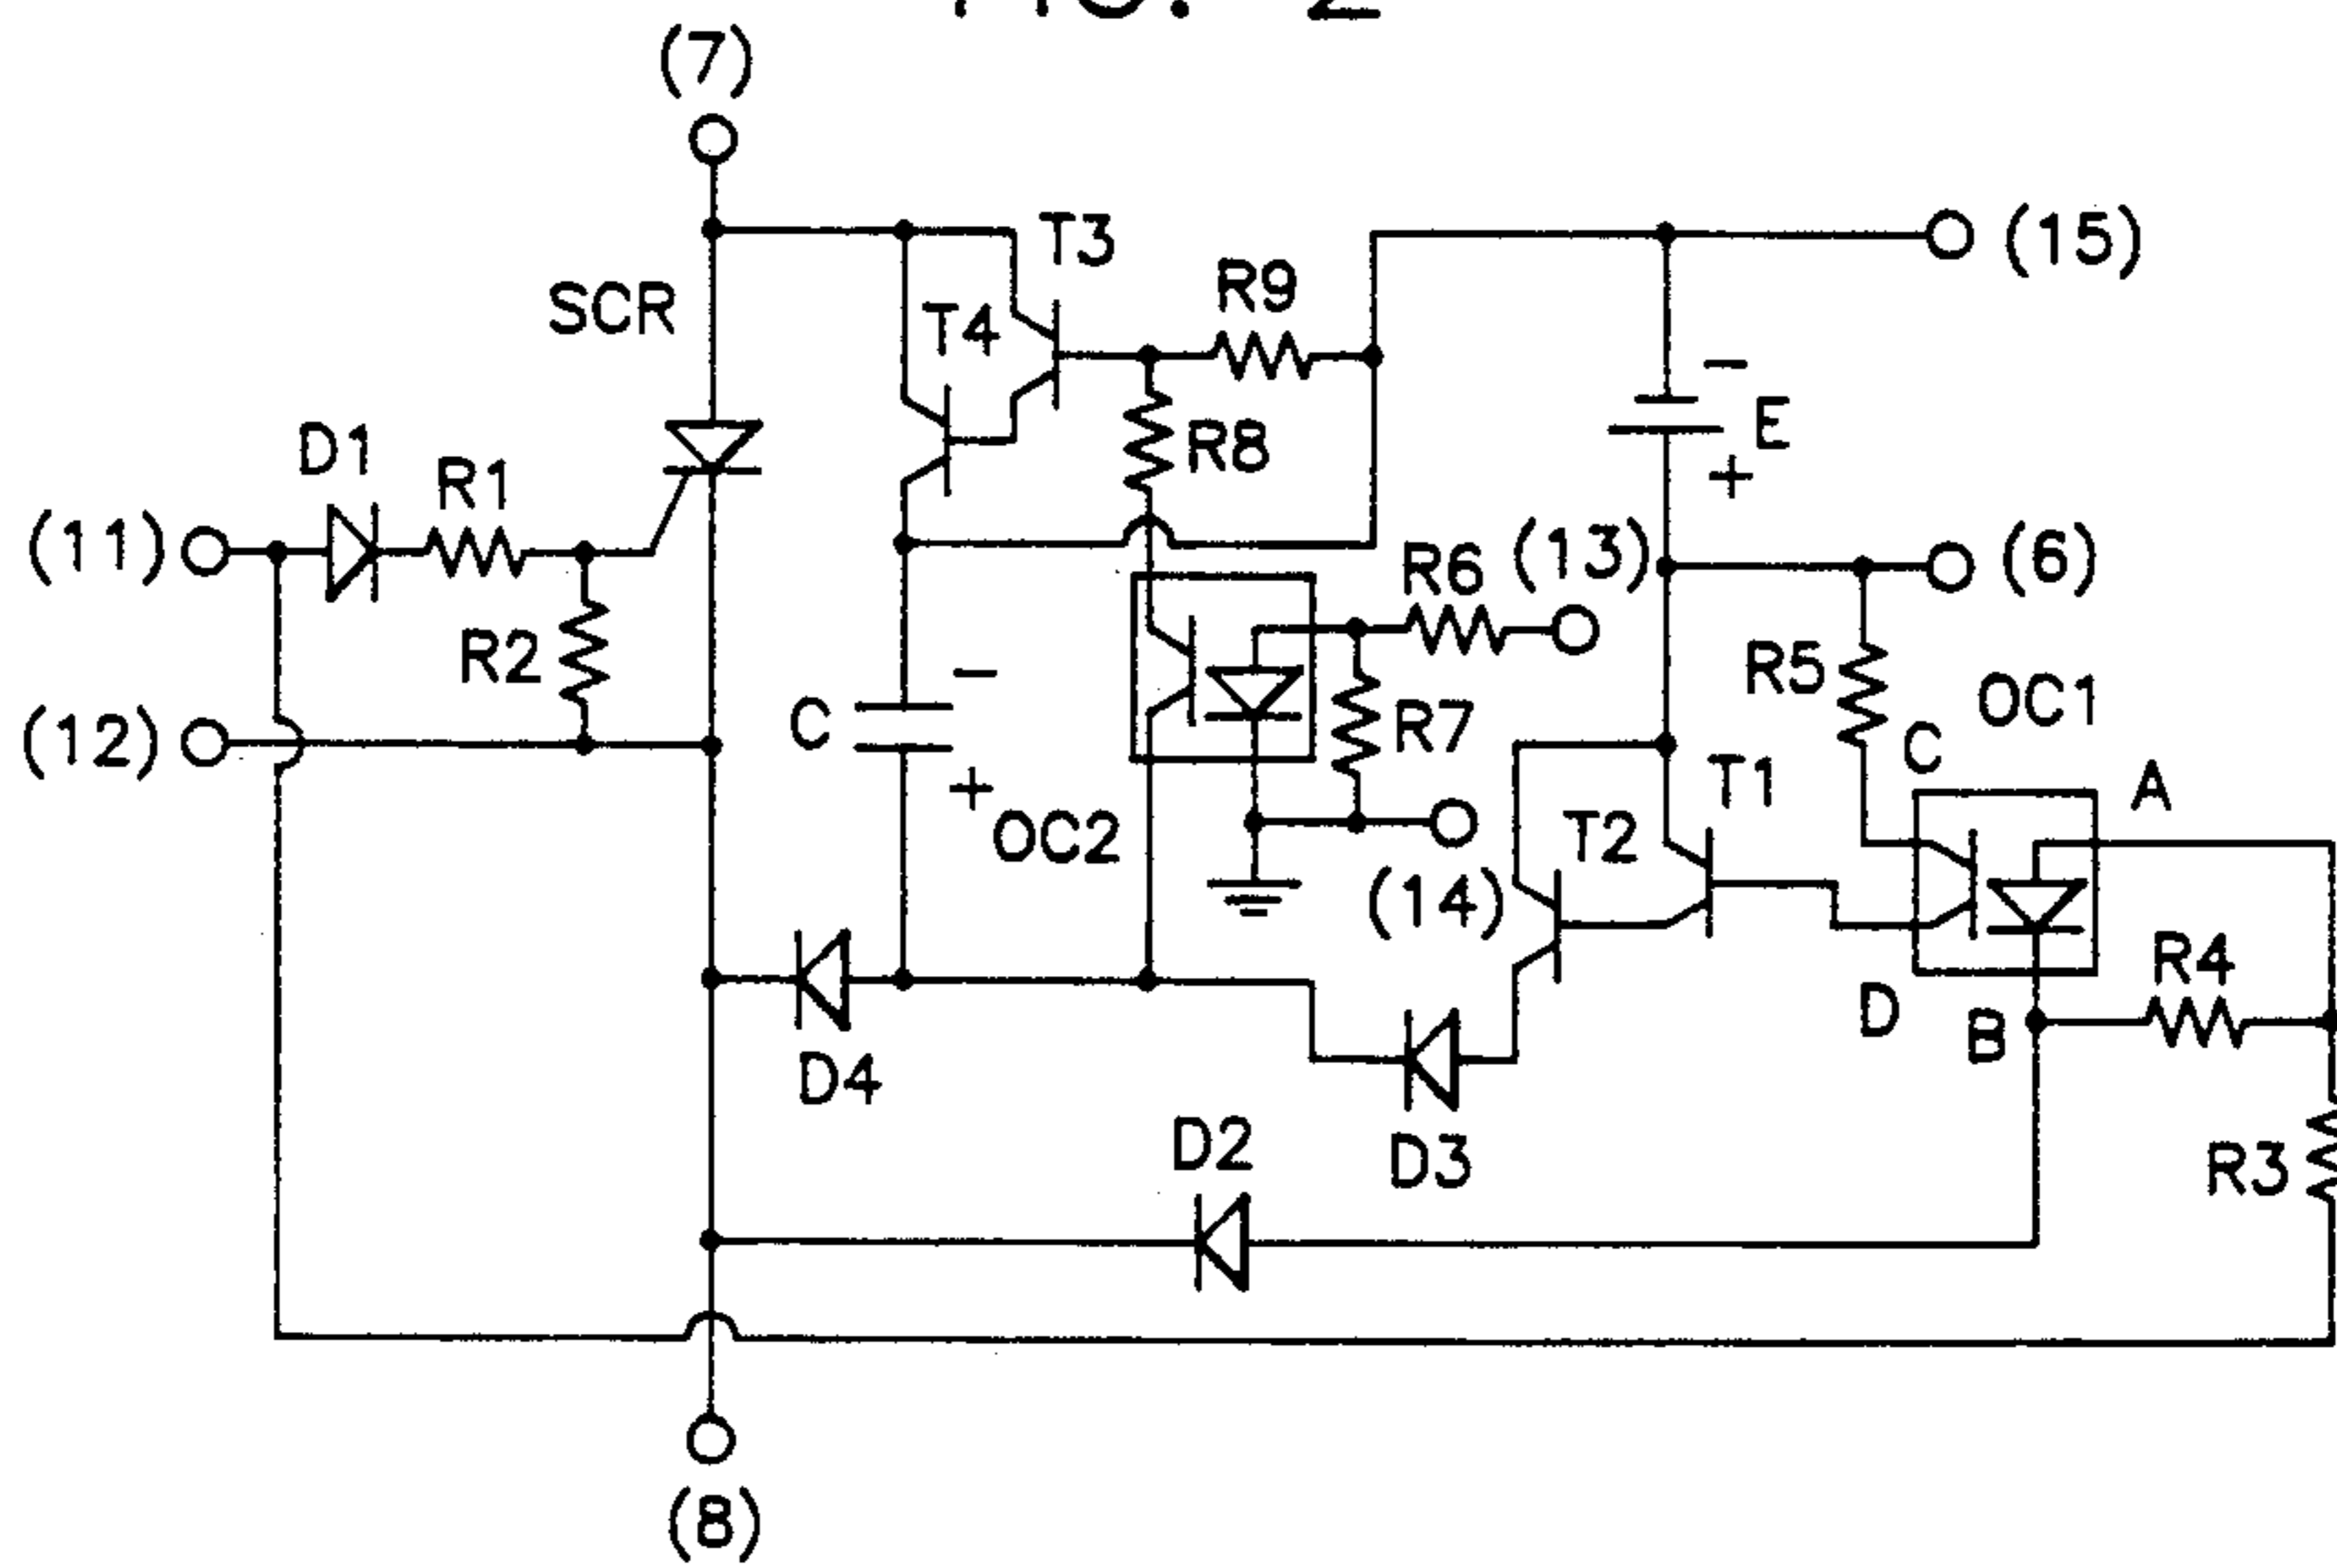 (7)
T3
(15)
R9
SCR
T4
−
E
D1
R8
R1
+
(11)
R6
(13)
(6)
R2
R5
−
OC1
C
R7
C
(12)
T1
A
+
T2
OC2
(14)
R4
D
B
D4
D2
D3
R3
(8)